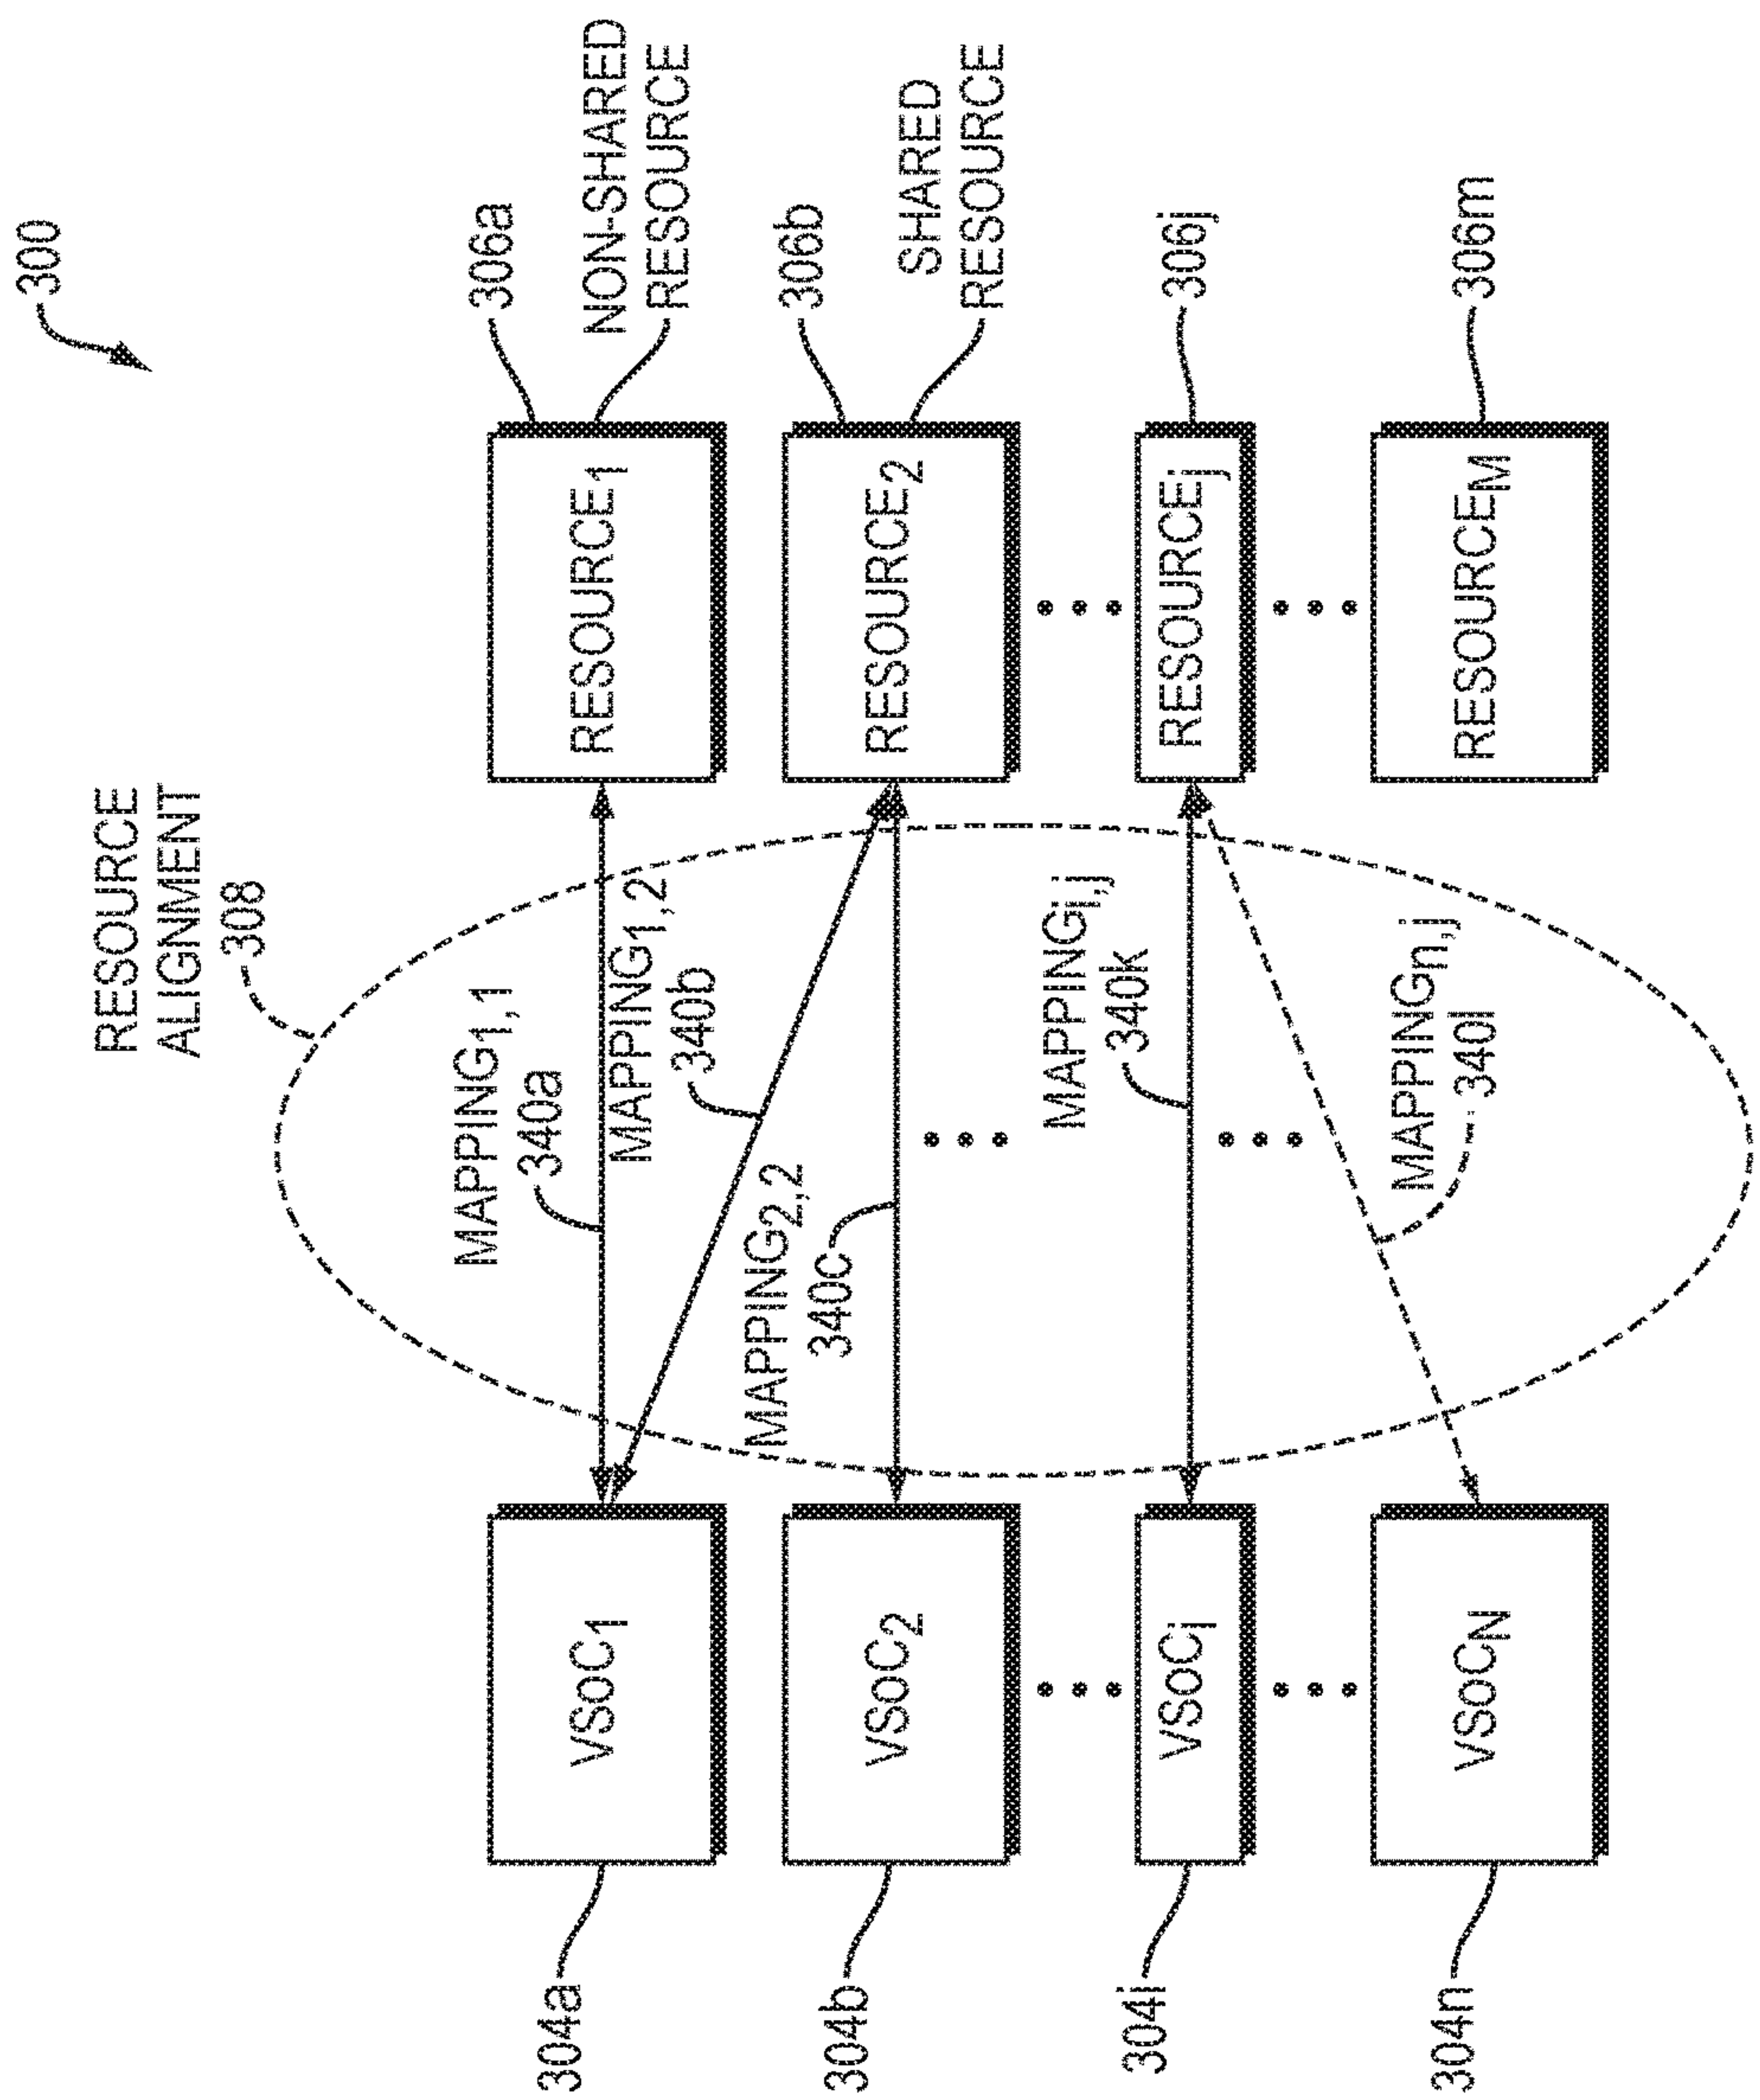 300
RESOURCE
ALIGNMENT
308
304a
VSoC1
MAPPING1,1
340a
RESOURCE1
306a
NON-SHARED
RESOURCE
MAPPING1,2
340b
304b
VSoC2
MAPPING2,2
340c
RESOURCE2
306b
SHARED
RESOURCE
304i
VSoCi
MAPPINGi,j
340k
RESOURCEj
306j
304n
VSoCN
MAPPINGn,j
340l
RESOURCEM
306m